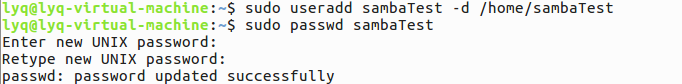 lyq@lyq-virtual-machine:~$ sudo useradd sambaTest -d /home/sambaTest
lyq@lyq-virtual-machine:~$ sudo passwd sambaTest
Enter new UNIX password:
Retype new UNIX password:
passwd: password updated successfully